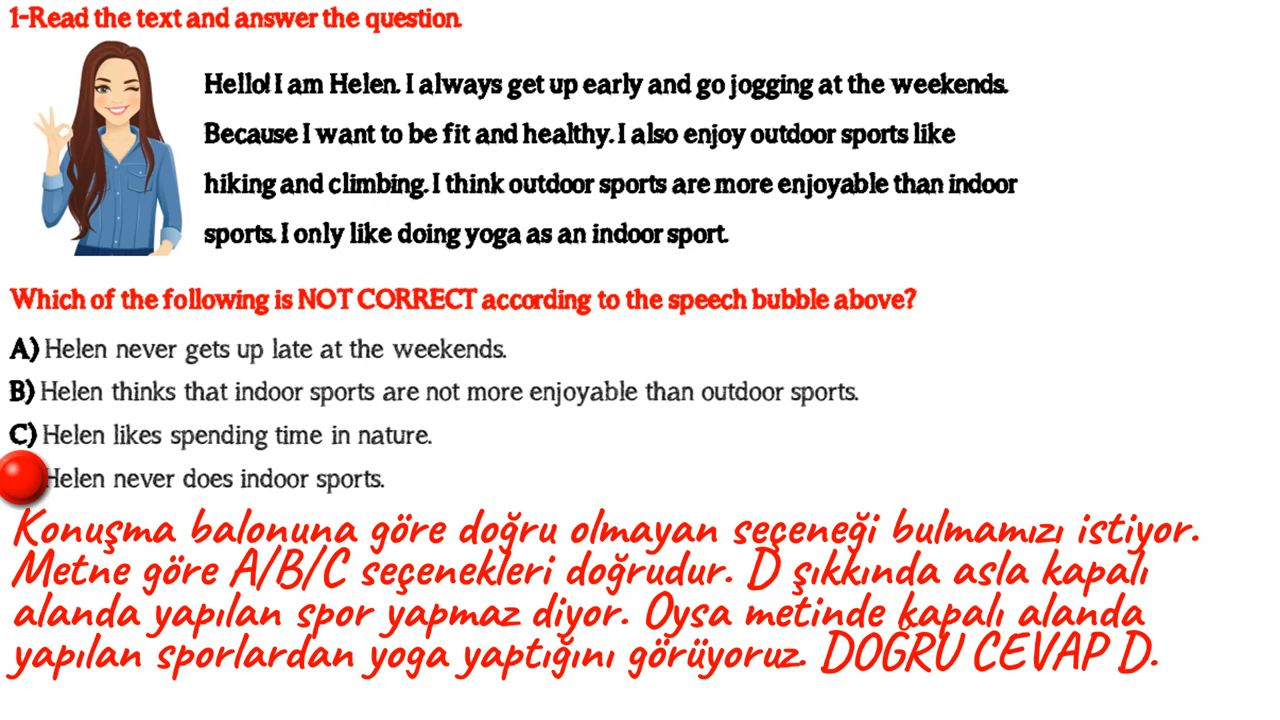 1-Read the text and answer the question.
Hello! I am Helen. I always get up early and go jogging at the weekends.
Because I want to be fit and healthy. I also enjoy outdoor sports like
hiking and climbing. I think outdoor sports are more enjoyable than indoor
sports. I only like doing yoga as an indoor sport.
Which of the following is NOT CORRECT according to the speech bubble above?
A) Helen never gets up late at the weekends.
B) Helen thinks that indoor sports are not more enjoyable than outdoor sports.
C) Helen likes spending time in nature.
Helen never does indoor sports.
Konuşma balonuna göre doğru olmayan seçeneği bulmamızı istiyor.
Metne göre A/B/C seçenekleri doğrudur. D şıkkında asla kapalı
alanda yapılan spor yapmaz diyor. Oysa metinde kapalı alanda
yapılan sporlardan yoga yaptığını görüyoruz. DOĞRU CEVAP D.